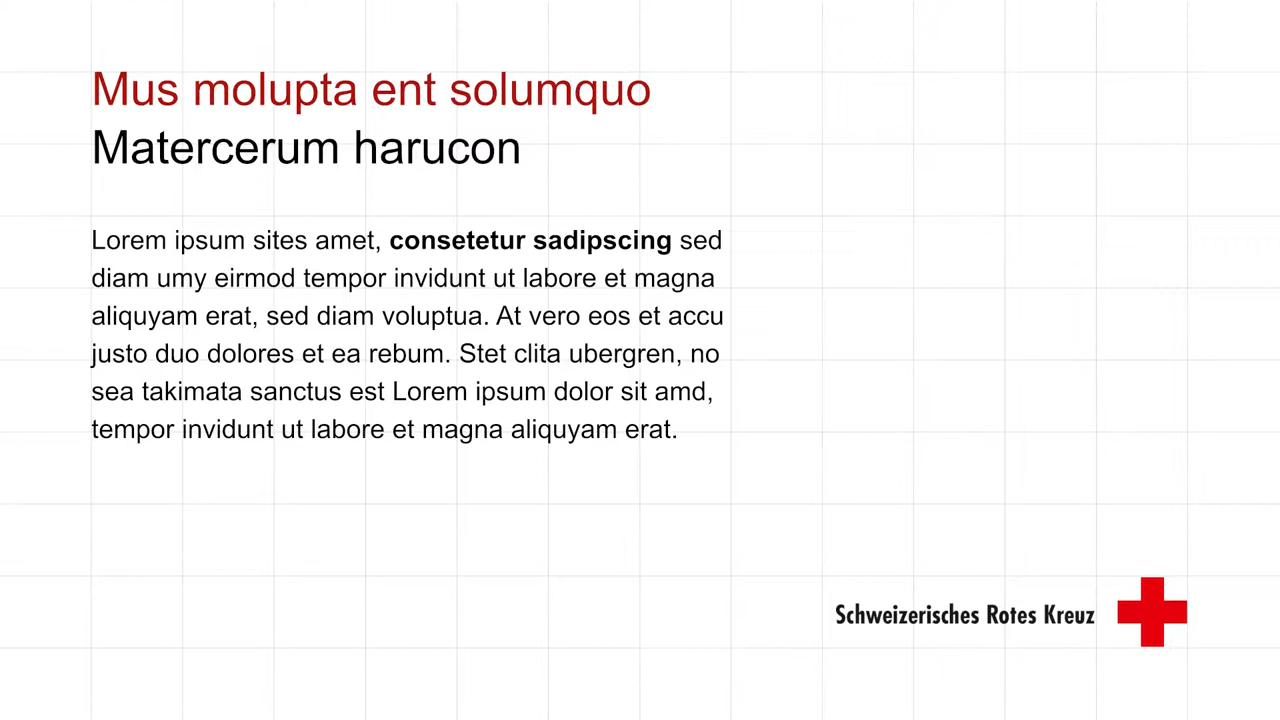 Mus molupta ent solumquo
Matercerum harucon
Lorem ipsum sites amet, consetetur sadipscing sed
diam umy eirmod tempor invidunt ut labore et magna
aliquyam erat, sed diam voluptua. At vero eos et accu
justo duo dolores et ea rebum. Stet clita ubergren, no
sea takimata sanctus est Lorem ipsum dolor sit amd,
tempor invidunt ut labore et magna aliquyam erat.
Schweizerisches Rotes Kreuz